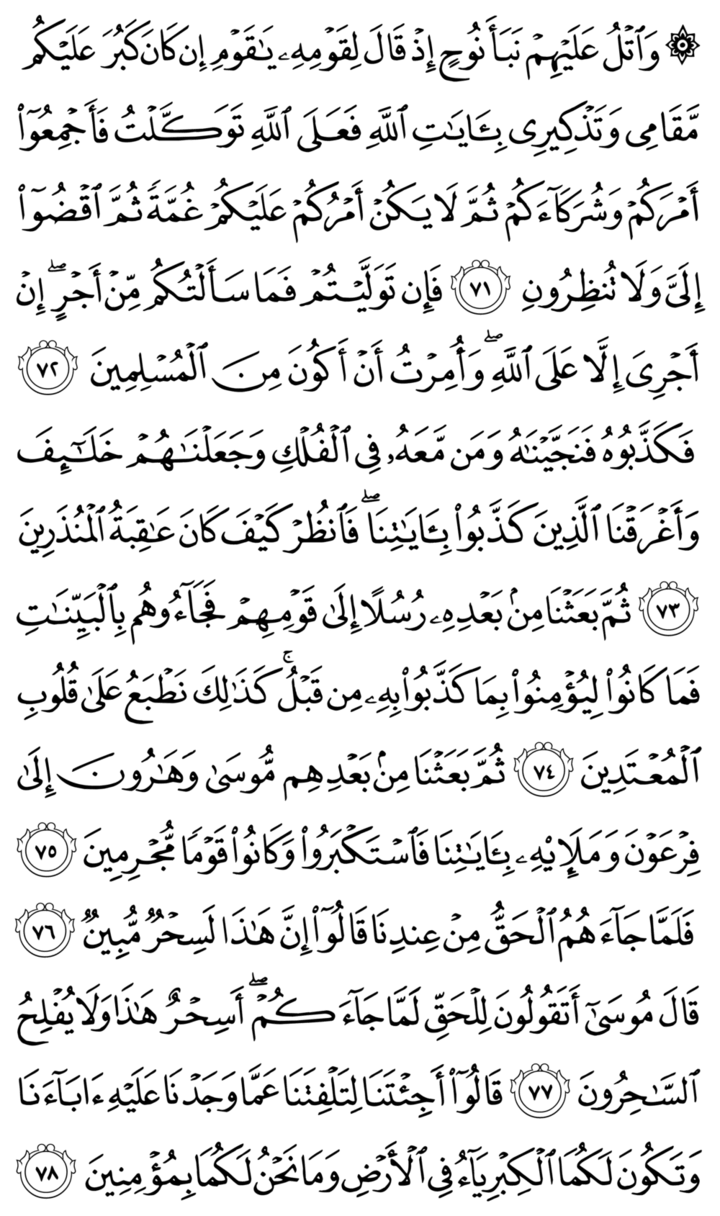 ۞ وَٱتۡلُ عَلَيۡهِمۡ نَبَأَ نُوحٍ إِذۡ قَالَ لِقَوۡمِهِۦ يَٰقَوۡمِ إِن كَانَ كَبُرَ عَلَيۡكُم
مَّقَامِي وَتَذۡكِيرِي بِـَٔايَٰتِ ٱللَّهِ فَعَلَى ٱللَّهِ تَوَكَّلۡتُ فَأَجۡمِعُوٓاْ
أَمۡرَكُمۡ وَشُرَكَآءَكُمۡ ثُمَّ لَا يَكُنۡ أَمۡرُكُمۡ عَلَيۡكُمۡ غُمَّةٗ ثُمَّ ٱقۡضُوٓاْ
إِلَيَّ وَلَا تُنظِرُونِ ٧١ فَإِن تَوَلَّيۡتُمۡ فَمَا سَأَلۡتُكُم مِّنۡ أَجۡرٍۖ إِنۡ
أَجۡرِيَ إِلَّا عَلَى ٱللَّهِۖ وَأُمِرۡتُ أَنۡ أَكُونَ مِنَ ٱلۡمُسۡلِمِينَ ٧٢
فَكَذَّبُوهُ فَنَجَّيۡنَٰهُ وَمَن مَّعَهُۥ فِي ٱلۡفُلۡكِ وَجَعَلۡنَٰهُمۡ خَلَٰٓئِفَ
وَأَغۡرَقۡنَا ٱلَّذِينَ كَذَّبُواْ بِـَٔايَٰتِنَاۖ فَٱنظُرۡ كَيۡفَ كَانَ عَٰقِبَةُ ٱلۡمُنذَرِينَ
٧٣ ثُمَّ بَعَثۡنَا مِنۢ بَعۡدِهِۦ رُسُلًا إِلَىٰ قَوۡمِهِمۡ فَجَآءُوهُم بِٱلۡبَيِّنَٰتِ
فَمَا كَانُواْ لِيُؤۡمِنُواْ بِمَا كَذَّبُواْ بِهِۦ مِن قَبۡلُۚ كَذَٰلِكَ نَطۡبَعُ عَلَىٰ قُلُوبِ
ٱلۡمُعۡتَدِينَ ٧٤ ثُمَّ بَعَثۡنَا مِنۢ بَعۡدِهِم مُّوسَىٰ وَهَٰرُونَ إِلَىٰ
فِرۡعَوۡنَ وَمَلَإِيْهِۦ بِـَٔايَٰتِنَا فَٱسۡتَكۡبَرُواْ وَكَانُواْ قَوۡمٗا مُّجۡرِمِينَ ٧٥
فَلَمَّا جَآءَهُمُ ٱلۡحَقُّ مِنۡ عِندِنَا قَالُوٓاْ إِنَّ هَٰذَا لَسِحۡرٞ مُّبِينٞ ٧٦
قَالَ مُوسَىٰٓ أَتَقُولُونَ لِلۡحَقِّ لَمَّا جَآءَكُمۡۖ أَسِحۡرٌ هَٰذَا وَلَا يُفۡلِحُ
ٱلسَّٰحِرُونَ ٧٧ قَالُوٓاْ أَجِئۡتَنَا لِتَلۡفِتَنَا عَمَّا وَجَدۡنَا عَلَيۡهِ ءَابَآءَنَا
وَتَكُونَ لَكُمَا ٱلۡكِبۡرِيَآءُ فِي ٱلۡأَرۡضِ وَمَا نَحۡنُ لَكُمَا بِمُؤۡمِنِينَ ٧٨